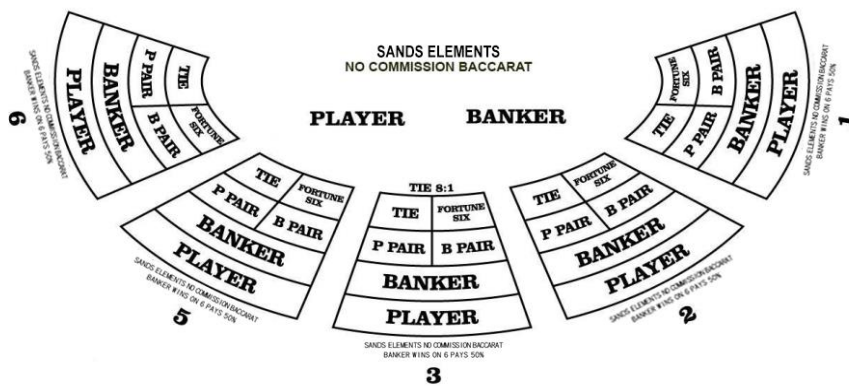 SANDS ELEMENTS
NO COMMISSION BACCARAT
PLAYER
BANKER
TIE 8:1
TIE
P PAIR
BANKER
PLAYER
FORTUNE
SIX
B PAIR
SANDS ELEMENTS NO COMMISSION BACCARAT
BANKER WINS ON 6 PAYS 50%
6
TIE
FORTUNE
SIX
P PAIR
B PAIR
BANKER
PLAYER
SANDS ELEMENTS NO COMMISSION BACCARAT
BANKER WINS ON 6 PAYS 50%
5
TIE
FORTUNE
SIX
P PAIR
B PAIR
BANKER
PLAYER
SANDS ELEMENTS NO COMMISSION BACCARAT
BANKER WINS ON 6 PAYS 50%
3
TIE
FORTUNE
SIX
P PAIR
B PAIR
BANKER
PLAYER
SANDS ELEMENTS NO COMMISSION BACCARAT
BANKER WINS ON 6 PAYS 50%
2
TIE
FORTUNE
SIX
P PAIR
B PAIR
BANKER
PLAYER
SANDS ELEMENTS NO COMMISSION BACCARAT
BANKER WINS ON 6 PAYS 50%
1